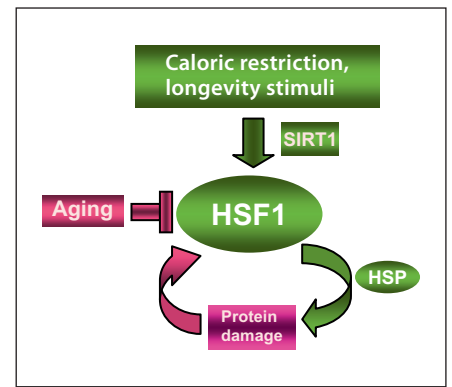 Caloric restriction,
longevity stimuli
SIRT1
Aging
HSF1
HSP
Protein
damage